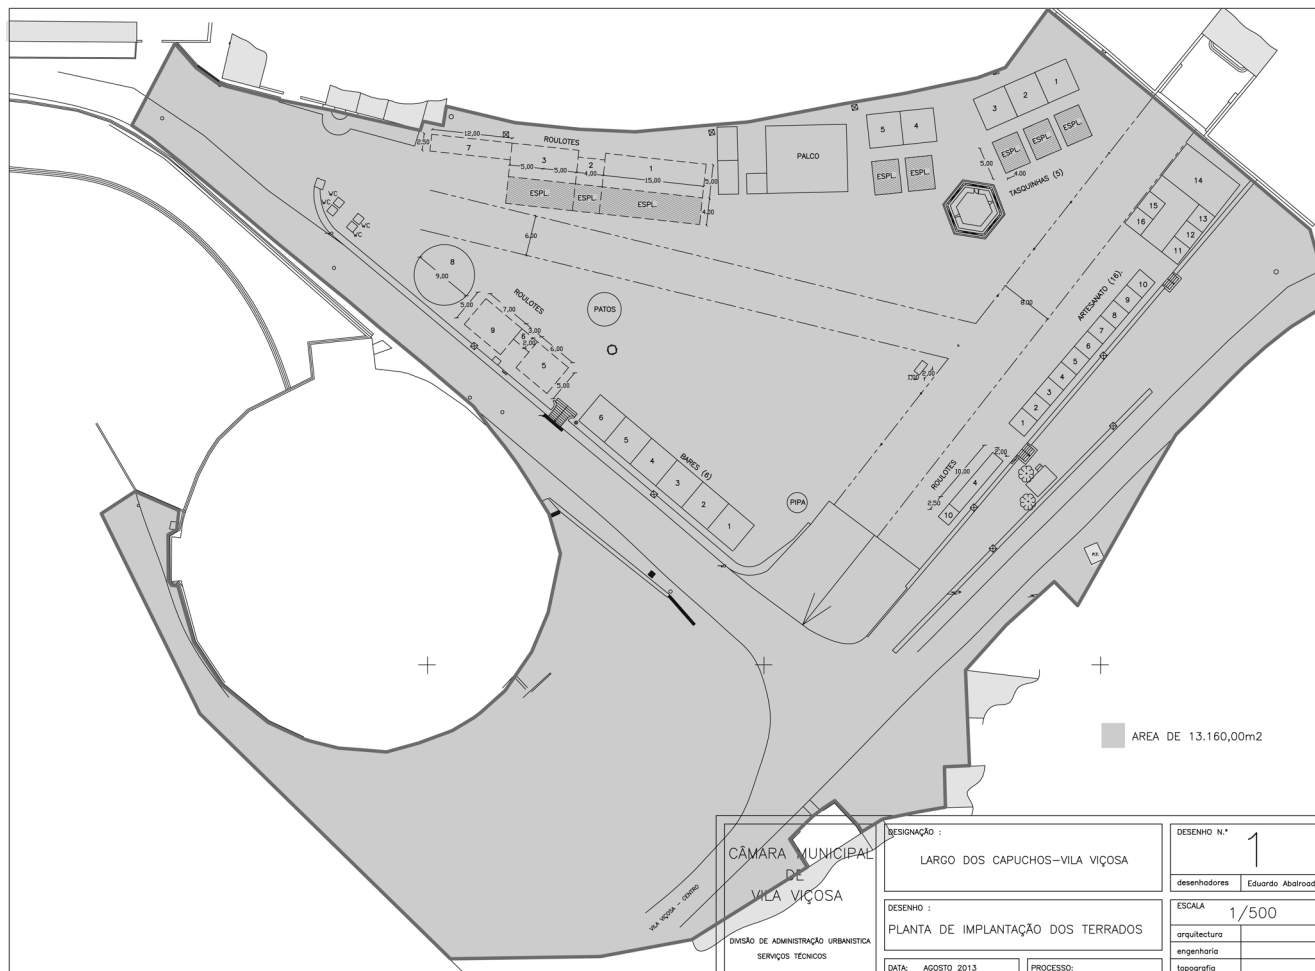 12,00
ROULOTES
2,50
7
3
2
1
5,00
5,00
4,00
15,00
5,00
ESPL.
ESPL.
ESPL.
4,00
6,00
PALCO
5
4
ESPL.
ESPL.
3
2
1
ESPL.
ESPL.
ESPL.
5,00
4.00
TASQUINHAS (5)
14
15
16
13
12
11
10
9
8
7
6
5
4
3
2
1
ARTESANATO (16).
8.00
WC
WC
WC
WC
8
9,00
ROULOTES
5,00
7,00
9
3,00
6
2,00
6,00
5
5,00
PATOS
2,00
6
5
4
3
2
1
BARES (6)
PIPA
ROULOTES
2,00
10,00
4
2,50
10
P.T.
AREA DE 13.160,00m2
VILA VIÇOSA - CENTRO
CÂMARA MUNICIPAL
DE
VILA VIÇOSA
DIVISÃO DE ADMINISTRAÇÃO URBANISTICA
SERVIÇOS TÉCNICOS
DESIGNAÇÃO :
LARGO DOS CAPUCHOS-VILA VIÇOSA
DESENHO :
PLANTA DE IMPLANTAÇÃO DOS TERRADOS
DATA: AGOSTO 2013
PROCESSO:
DESENHO N.º
1
desenhadores Eduardo Abalroad
ESCALA
1/500
arquitectura
engenharia
topografia